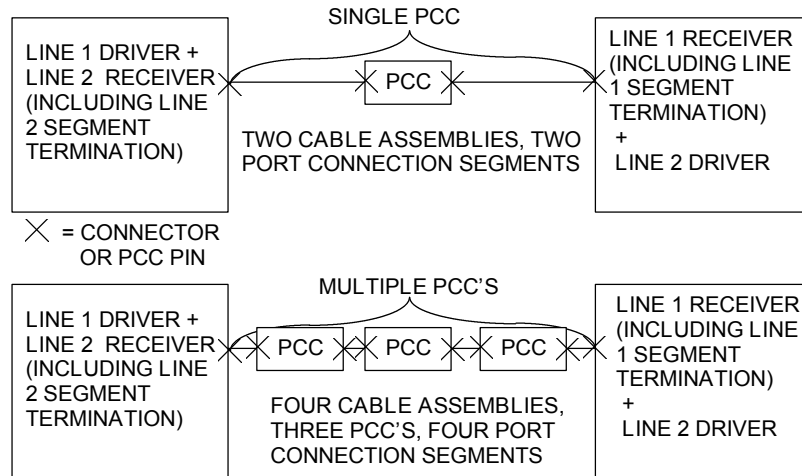 SINGLE PCC
LINE 1 DRIVER +
LINE 2 RECEIVER
(INCLUDING LINE
2 SEGMENT
TERMINATION)
PCC
TWO CABLE ASSEMBLIES, TWO
PORT CONNECTION SEGMENTS
LINE 1 RECEIVER
(INCLUDING LINE
1 SEGMENT
TERMINATION)
+
LINE 2 DRIVER
= CONNECTOR
OR PCC PIN
MULTIPLE PCC'S
LINE 1 DRIVER +
LINE 2 RECEIVER
(INCLUDING LINE
2 SEGMENT
TERMINATION)
PCC PCC PCC
FOUR CABLE ASSEMBLIES,
THREE PCC'S, FOUR PORT
CONNECTION SEGMENTS
LINE 1 RECEIVER
(INCLUDING LINE
1 SEGMENT
TERMINATION)
+
LINE 2 DRIVER